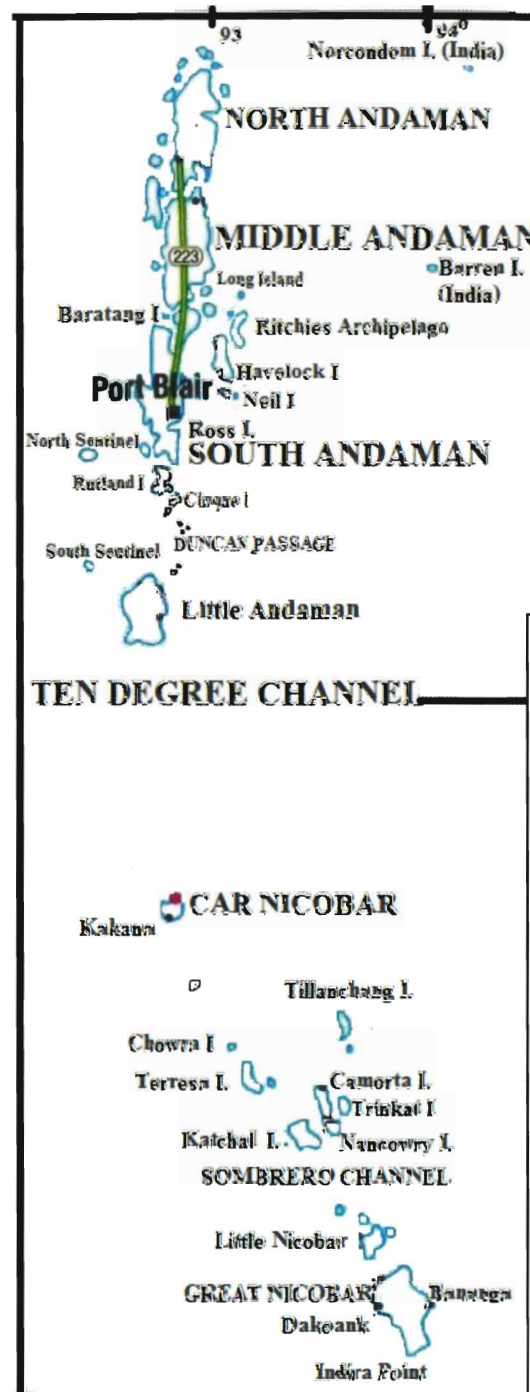 93
94°
Norcondom I. (India)
NORTH ANDAMAN
MIDDLE ANDAMAN
223
Long Island
Barren I.
(India)
Baratang I
Ritchies Archipelago
Havelock I
Port Blair
Neil I
Ross I.
North Sentinel
SOUTH ANDAMAN
Rutland I
Cinque I
South Sentinel
DUNCAN PASSAGE
Little Andaman
TEN DEGREE CHANNEL
CAR NICOBAR
Kakana
Tillanchang I.
Chowra I
Terresa I.
Camorta I.
Trinkat I
Katchal I.
Nancowry I.
SOMBRERO CHANNEL
Little Nicobar
GREAT NICOBAR
Bananga
Dakoank
Indira Point